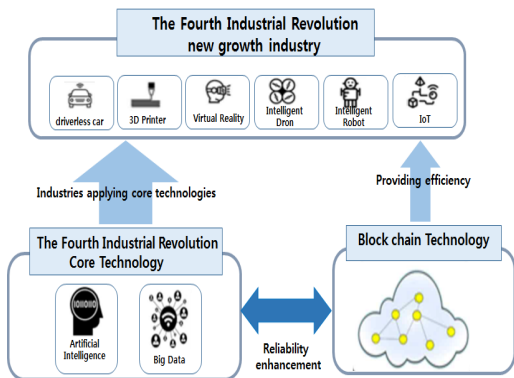 The Fourth Industrial Revolution
new growth industry
driverless car
3D Printer
Virtual Reality
Intelligent
Dron
Intelligent
Robot
IoT
Industries applying core technologies
Providing efficiency
The Fourth Industrial Revolution
Core Technology
Block chain Technology
Artificial
Intelligence
Big Data
Reliability
enhancement